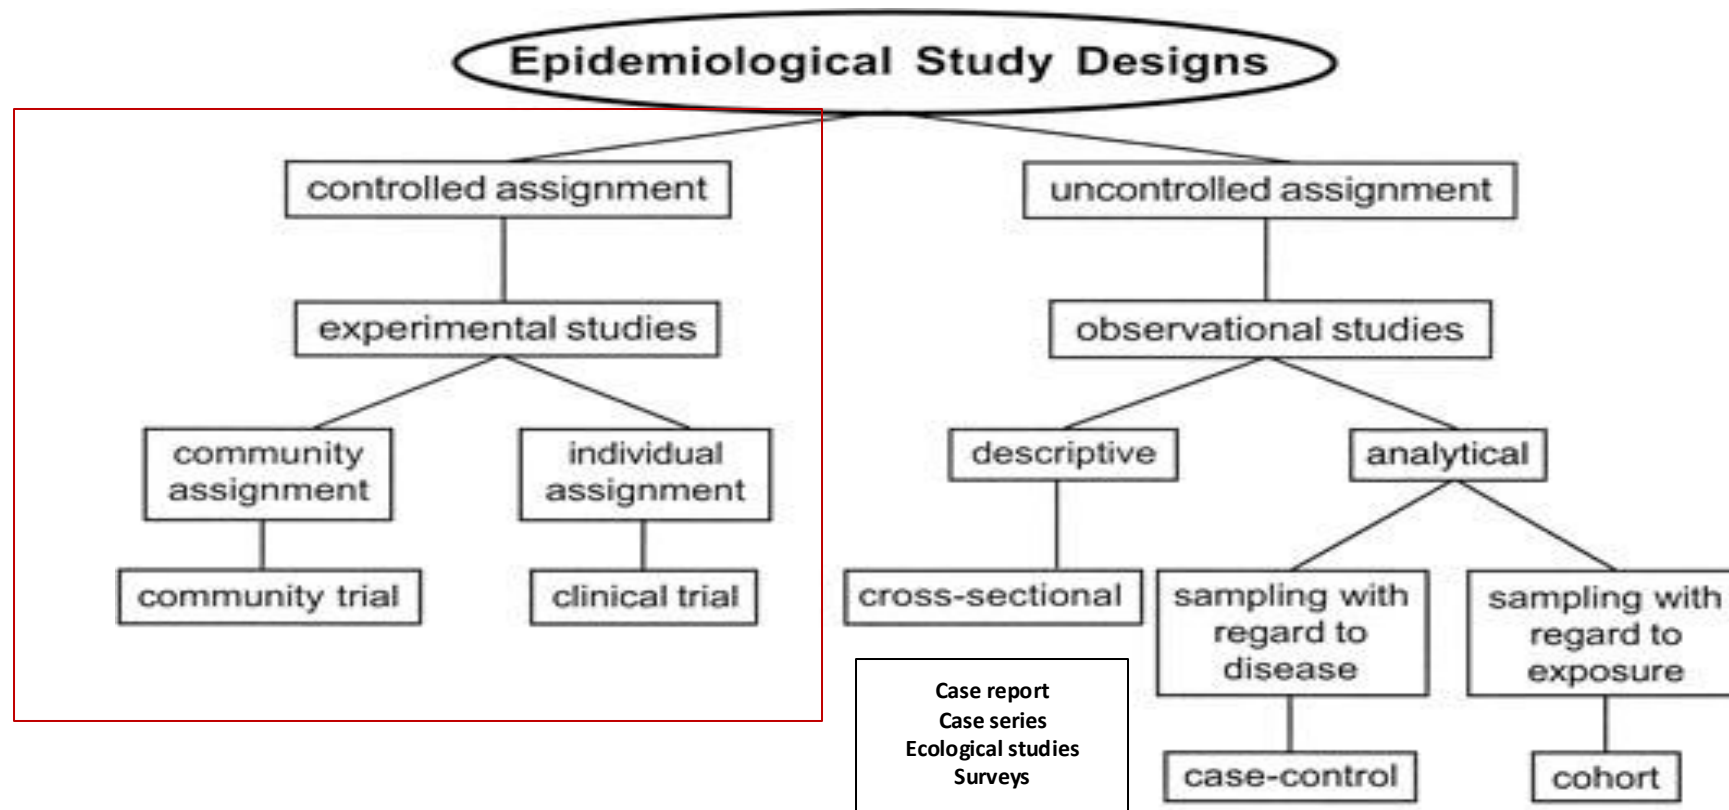 Epidemiological Study Designs
controlled assignment
uncontrolled assignment
experimental studies
observational studies
community
assignment
individual
assignment
descriptive
analytical
community trial
clinical trial
cross-sectional
sampling with
regard to
disease
sampling with
regard to
exposure
Case report
Case series
Ecological studies
Surveys
case-control
cohort